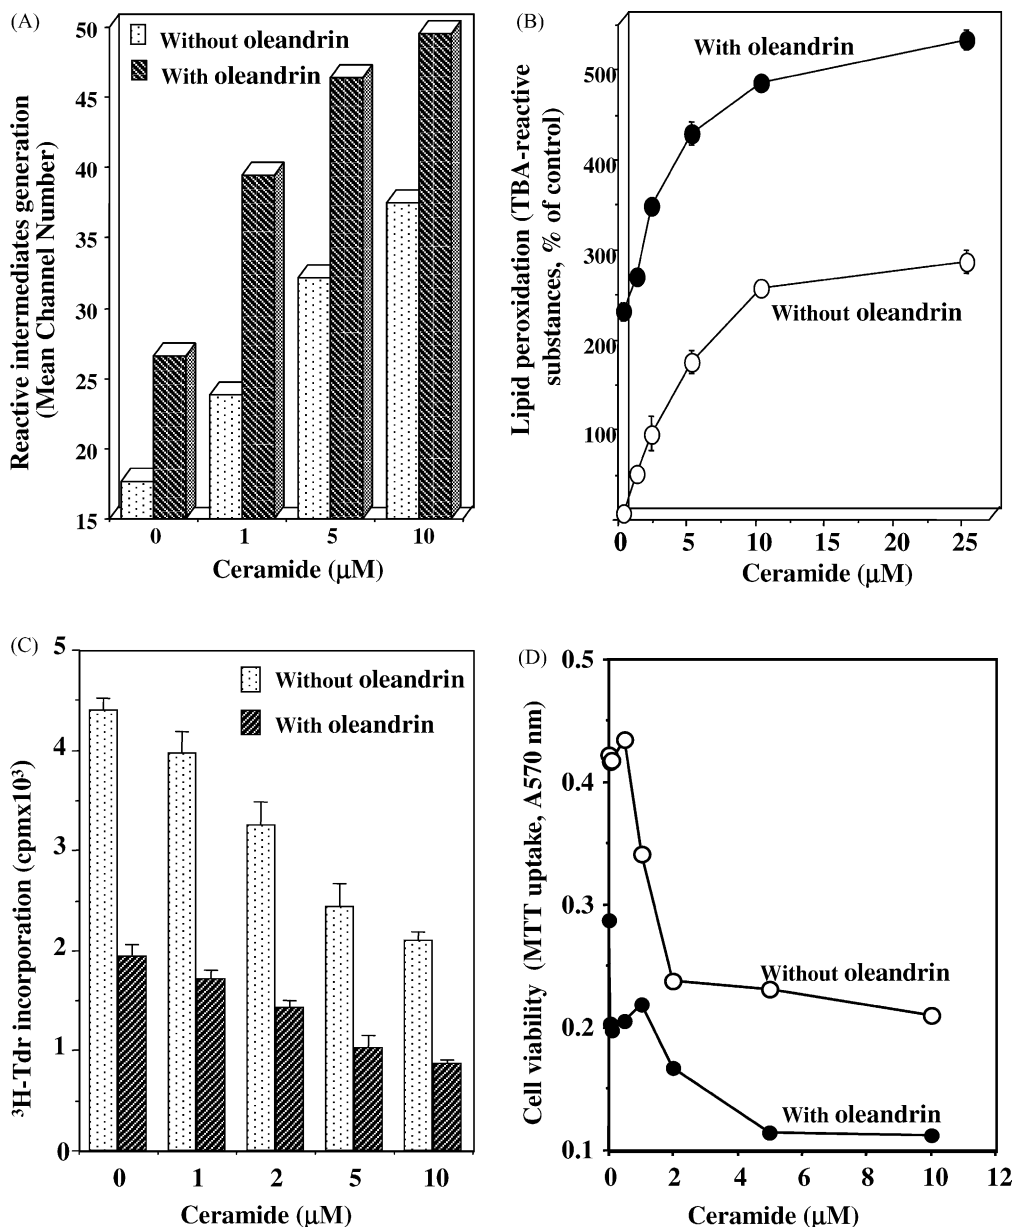 (A)
50
45
40
35
30
25
20
15
Reactive intermediates generation
(Mean Channel Number)
Without oleandrin
With oleandrin
0 1 5 10
Ceramide (μM)
(B)
500
400
300
200
100
0
Lipid peroxidation (TBA-reactive
substances, % of control)
With oleandrin
Without oleandrin
0 5 10 15 20 25
Ceramide (μM)
(C)
5
4
3
2
1
0
³H-Tdr incorporation (cpmx10³)
Without oleandrin
With oleandrin
0 1 2 5 10
Ceramide (μM)
(D)
0.5
0.4
0.3
0.2
0.1
Cell viability (MTT uptake, A570 nm)
Without oleandrin
With oleandrin
0 2 4 6 8 10 12
Ceramide (μM)